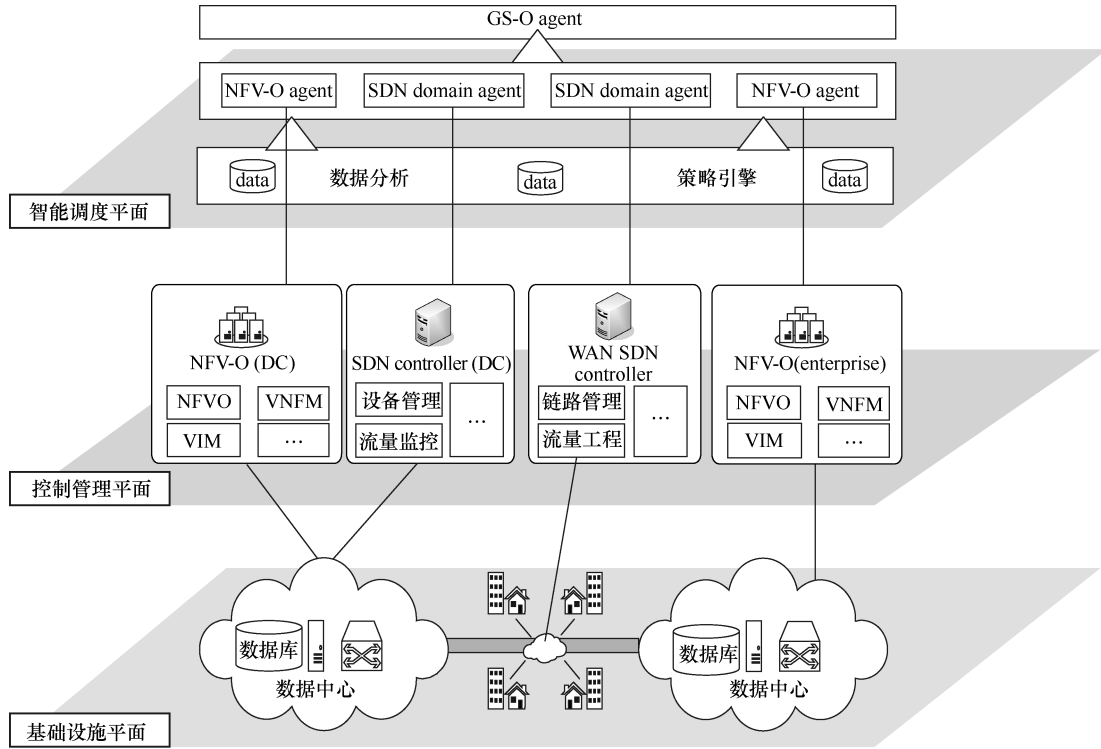 GS-O agent
NFV-O agent
SDN domain agent
SDN domain agent
NFV-O agent
data
数据分析
data
策略引擎
data
智能调度平面
NFV-O (DC)
NFVO
VNFM
VIM
...
SDN controller (DC)
设备管理
流量监控
...
WAN SDN
controller
链路管理
流量工程
...
NFV-O(enterprise)
NFVO
VNFM
VIM
...
控制管理平面
数据库
数据中心
数据库
数据中心
基础设施平面